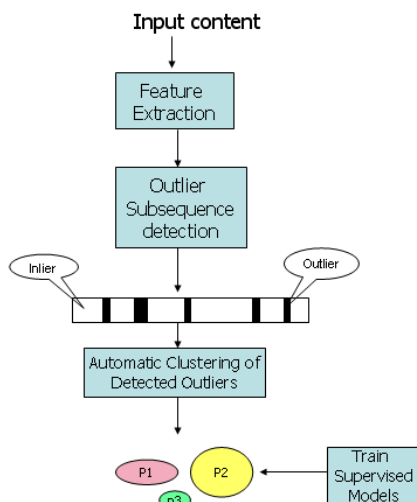 Input content
Feature
Extraction
Outlier
Subsequence
detection
Inlier
Outlier
Automatic Clustering of
Detected Outliers
P1
P2
p3
Train
Supervised
Models